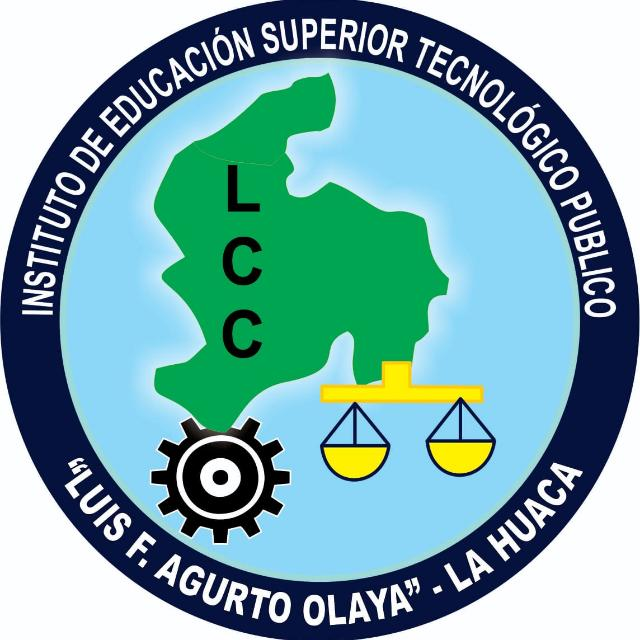 INSTITUTO DE EDUCACIÓN SUPERIOR TECNOLÓGICO PUBLICO
L
C
C
“LUIS F. AGURTO OLAYA” - LA HUACA